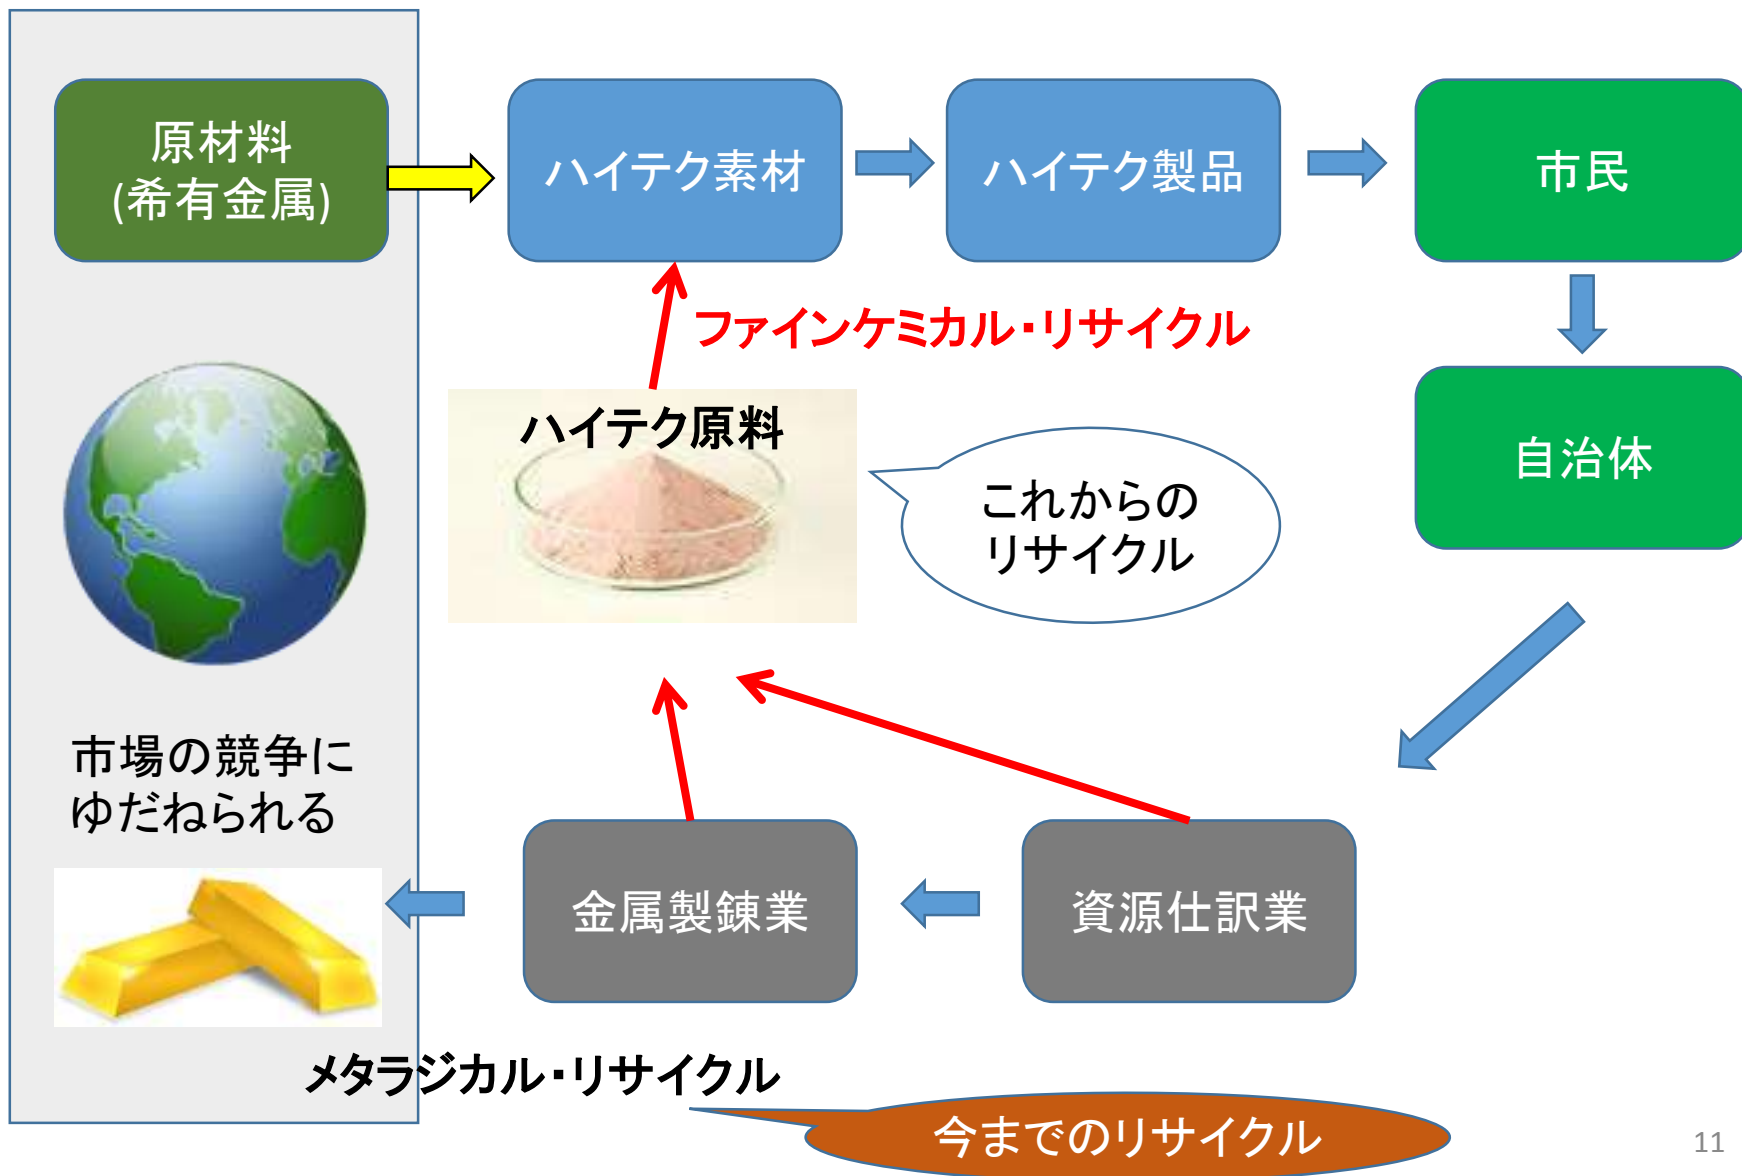 原材料
(希有金属)
ハイテク素材
ハイテク製品
市民
ファインケミカル・リサイクル
ハイテク原料
自治体
これからの
リサイクル
市場の競争に
ゆだねられる
金属製錬業
資源仕訳業
メタラジカル・リサイクル
今までのリサイクル
11